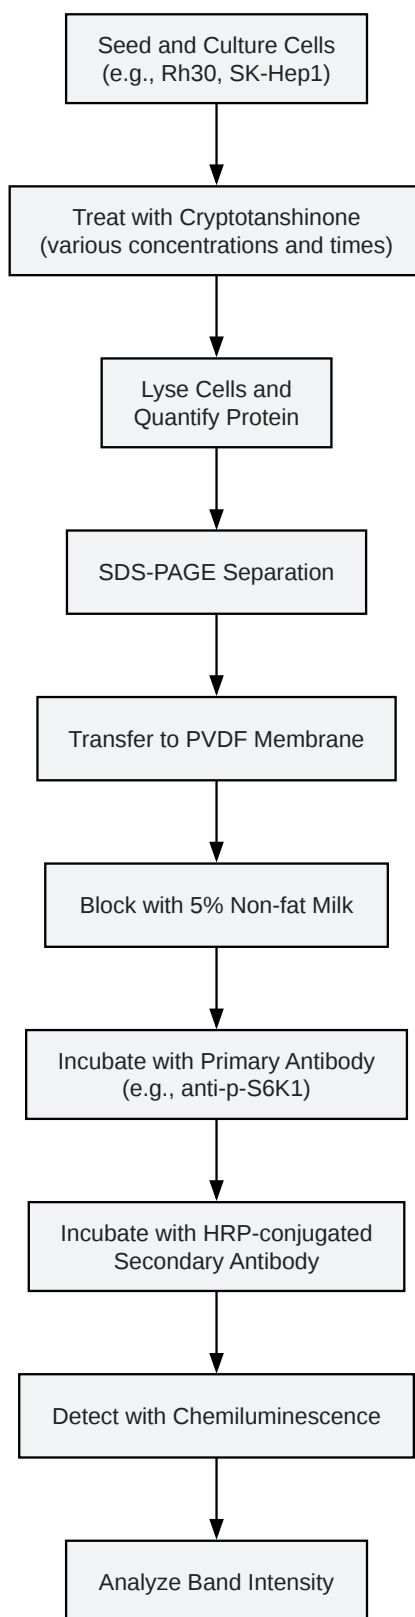 Seed and Culture Cells
(e.g., Rh30, SK-Hep1)
Treat with Cryptotanshinone
(various concentrations and times)
Lyse Cells and
Quantify Protein
SDS-PAGE Separation
Transfer to PVDF Membrane
Block with 5% Non-fat Milk
Incubate with Primary Antibody
(e.g., anti-p-S6K1)
Incubate with HRP-conjugated
Secondary Antibody
Detect with Chemiluminescence
Analyze Band Intensity